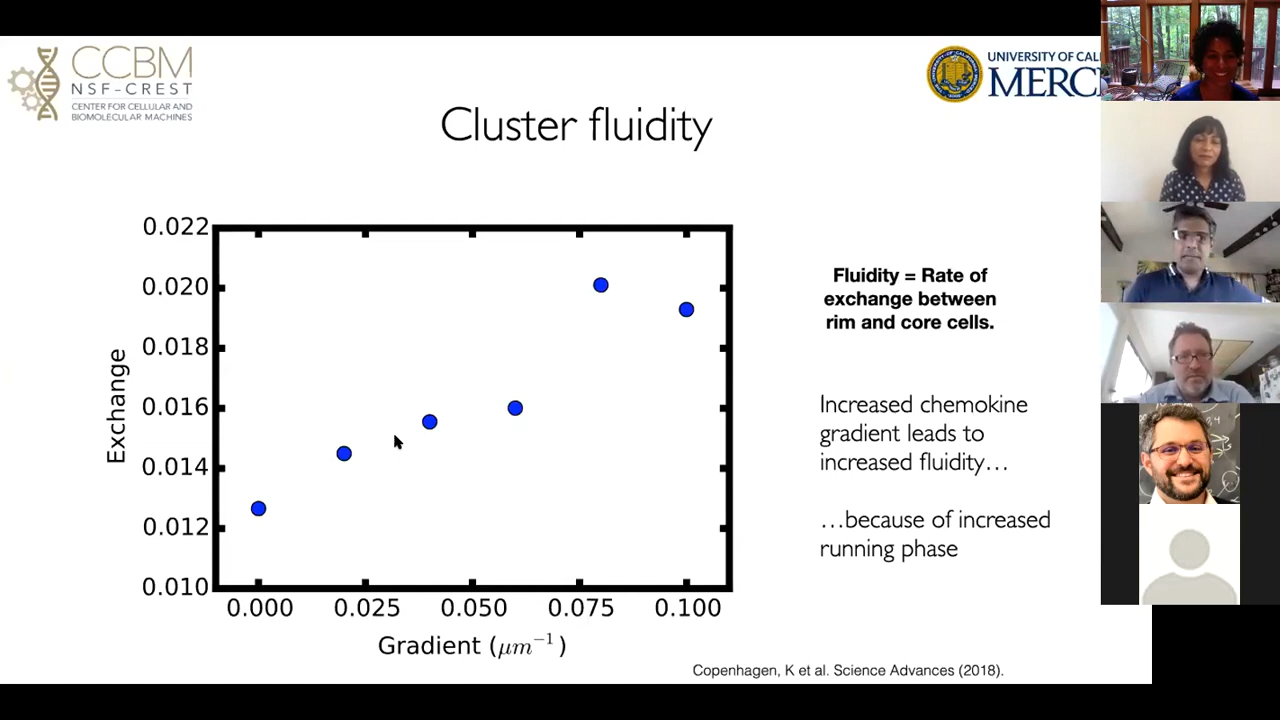 CCBM
NSF-CREST
CENTER FOR CELLULAR AND
BIOMOLECULAR MACHINES
UNIVERSITY OF CAL
MERC
Cluster fluidity
0.022
0.020
0.018
0.016
0.014
0.012
0.010
Exchange
0.000 0.025 0.050 0.075 0.100
Gradient (μm⁻¹)
Fluidity = Rate of
exchange between
rim and core cells.
Increased chemokine
gradient leads to
increased fluidity…
…because of increased
running phase
Copenhagen, K et al. Science Advances (2018).